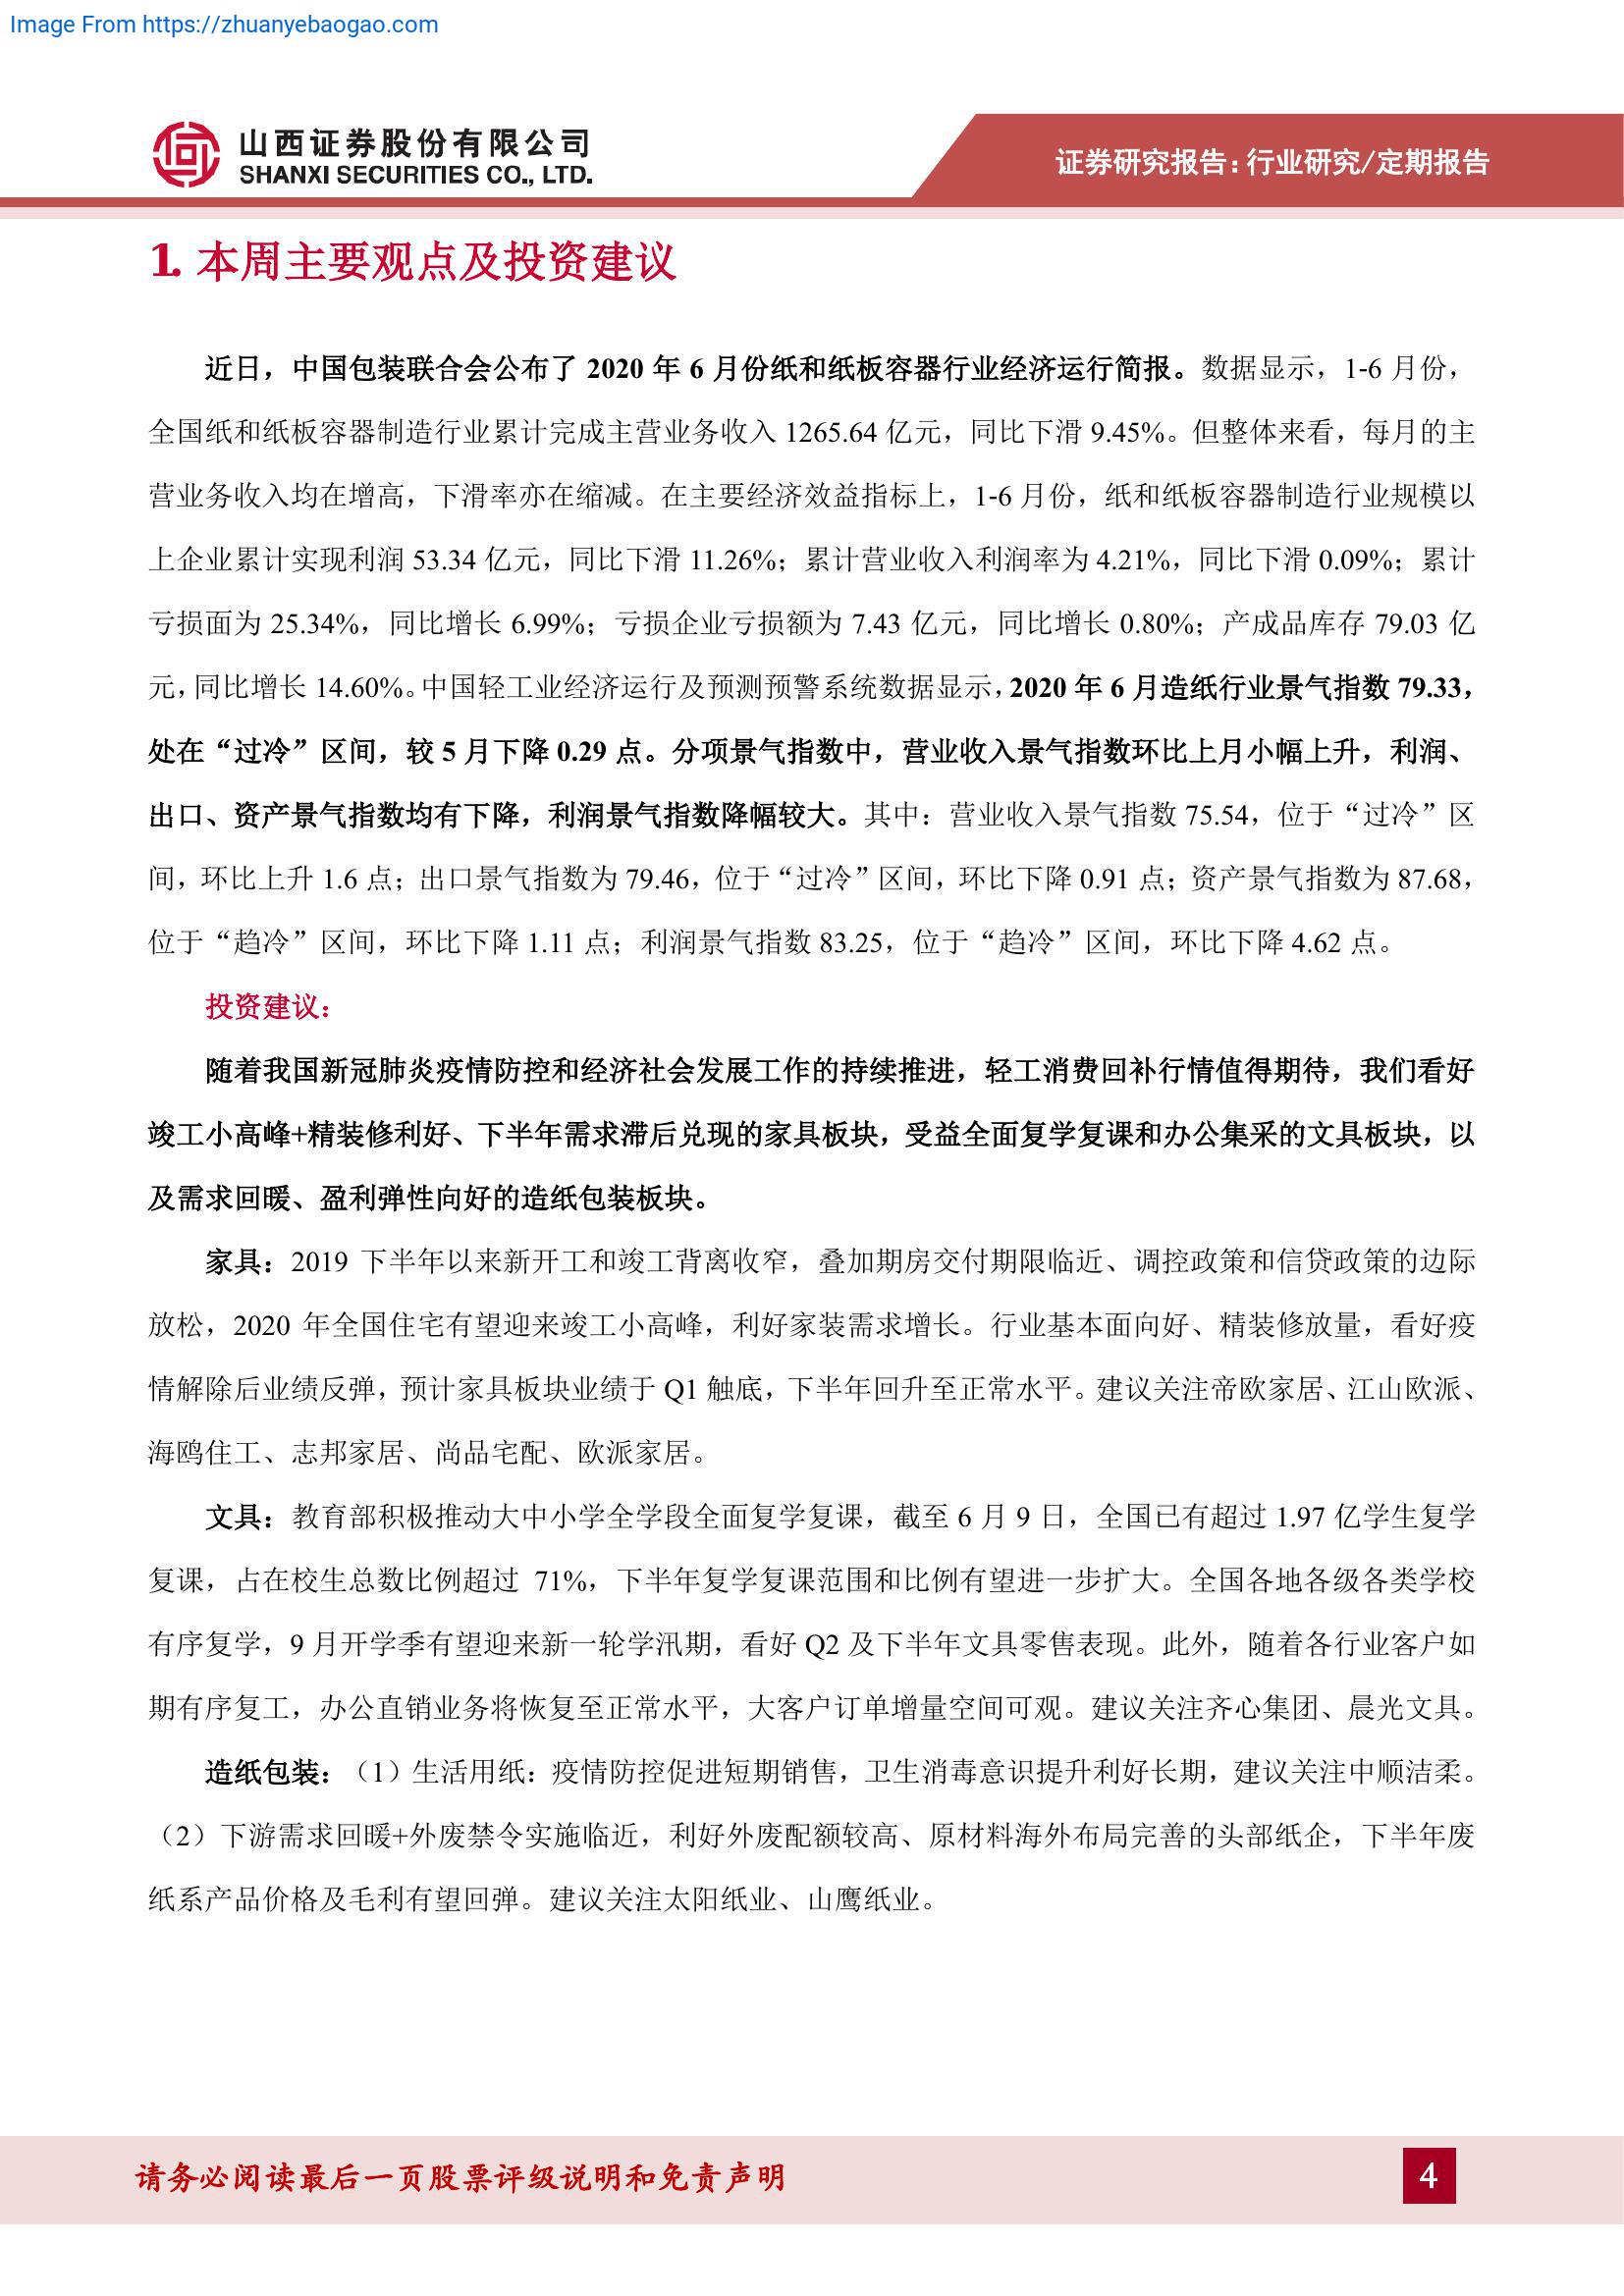 Image From https://zhuanyebaogao.com
山西证券股份有限公司
SHANXI SECURITIES CO., LTD.
证券研究报告：行业研究/定期报告
1. 本周主要观点及投资建议
近日，中国包装联合会公布了 2020 年 6 月份纸和纸板容器行业经济运行简报。数据显示，1-6 月份，
全国纸和纸板容器制造行业累计完成主营业务收入 1265.64 亿元，同比下滑 9.45%。但整体来看，每月的主
营业务收入均在增高，下滑率亦在缩减。在主要经济效益指标上，1-6 月份，纸和纸板容器制造行业规模以
上企业累计实现利润 53.34 亿元，同比下滑 11.26%；累计营业收入利润率为 4.21%，同比下滑 0.09%；累计
亏损面为 25.34%，同比增长 6.99%；亏损企业亏损额为 7.43 亿元，同比增长 0.80%；产成品库存 79.03 亿
元，同比增长 14.60%。中国轻工业经济运行及预测预警系统数据显示，2020 年 6 月造纸行业景气指数 79.33，
处在“过冷”区间，较 5 月下降 0.29 点。分项景气指数中，营业收入景气指数环比上月小幅上升，利润、
出口、资产景气指数均有下降，利润景气指数降幅较大。其中：营业收入景气指数 75.54，位于“过冷”区
间，环比上升 1.6 点；出口景气指数为 79.46，位于“过冷”区间，环比下降 0.91 点；资产景气指数为 87.68，
位于“趋冷”区间，环比下降 1.11 点；利润景气指数 83.25，位于“趋冷”区间，环比下降 4.62 点。
投资建议：
随着我国新冠肺炎疫情防控和经济社会发展工作的持续推进，轻工消费回补行情值得期待，我们看好
竣工小高峰+精装修利好、下半年需求滞后兑现的家具板块，受益全面复学复课和办公集采的文具板块，以
及需求回暖、盈利弹性向好的造纸包装板块。
家具：2019 下半年以来新开工和竣工背离收窄，叠加期房交付期限临近、调控政策和信贷政策的边际
放松，2020 年全国住宅有望迎来竣工小高峰，利好家装需求增长。行业基本面向好、精装修放量，看好疫
情解除后业绩反弹，预计家具板块业绩于 Q1 触底，下半年回升至正常水平。建议关注帝欧家居、江山欧派、
海鸥住工、志邦家居、尚品宅配、欧派家居。
文具：教育部积极推动大中小学全学段全面复学复课，截至 6 月 9 日，全国已有超过 1.97 亿学生复学
复课，占在校生总数比例超过 71%，下半年复学复课范围和比例有望进一步扩大。全国各地各级各类学校
有序复学，9 月开学季有望迎来新一轮学汛期，看好 Q2 及下半年文具零售表现。此外，随着各行业客户如
期有序复工，办公直销业务将恢复至正常水平，大客户订单增量空间可观。建议关注齐心集团、晨光文具。
造纸包装：（1）生活用纸：疫情防控促进短期销售，卫生消毒意识提升利好长期，建议关注中顺洁柔。
（2）下游需求回暖+外废禁令实施临近，利好外废配额较高、原材料海外布局完善的头部纸企，下半年废
纸系产品价格及毛利有望回弹。建议关注太阳纸业、山鹰纸业。
请务必阅读最后一页股票评级说明和免责声明
4